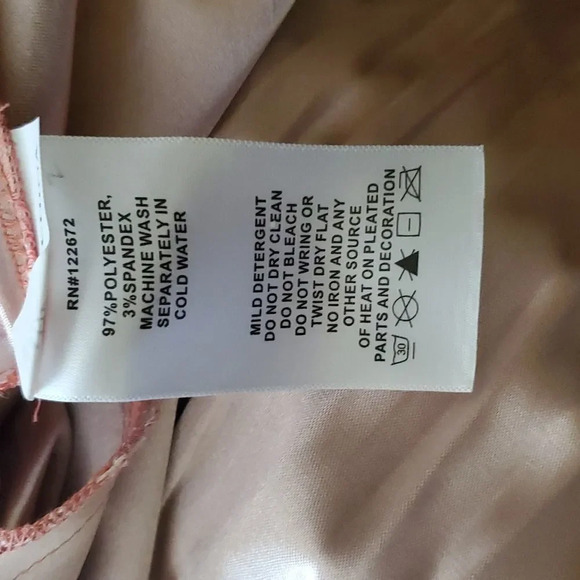 RN#122672
97%POLYESTER,
3%SPANDEX
MACHINE WASH
SEPARATELY IN
COLD WATER
MILD DETERGENT
DO NOT DRY CLEAN
DO NOT BLEACH
DO NOT WRING OR
TWIST DRY FLAT
NO IRON AND ANY
OTHER SOURCE
OF HEAT ON PLEATED
PARTS AND DECORATION
30